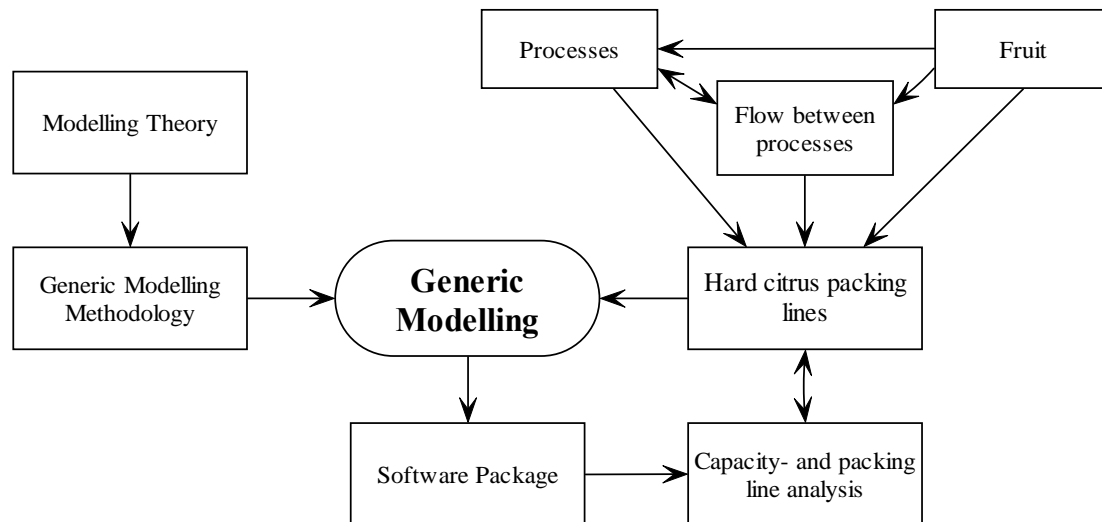 Processes
Fruit
Modelling Theory
Flow between
processes
Generic Modelling
Methodology
Generic
Modelling
Hard citrus packing
lines
Software Package
Capacity- and packing
line analysis